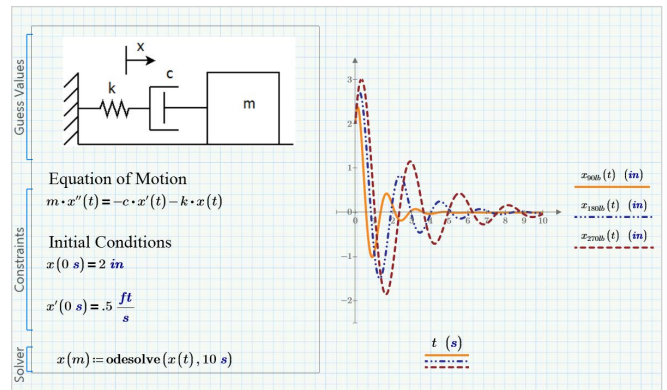 Guess Values
x
k
c
m
Equation of Motion
m·x''(t)=-c·x'(t)-k·x(t)
Constraints
Initial Conditions
x(0 s)=2 in
x'(0 s)=.5 ft/s
Solver
x(m):=odesolve(x(t),10 s)
3
2
1
0
-1
-2
0 1 2 3 4 5 6 7 8 9 10
x90lb(t) (in)
x180lb(t) (in)
x270lb(t) (in)
t (s)